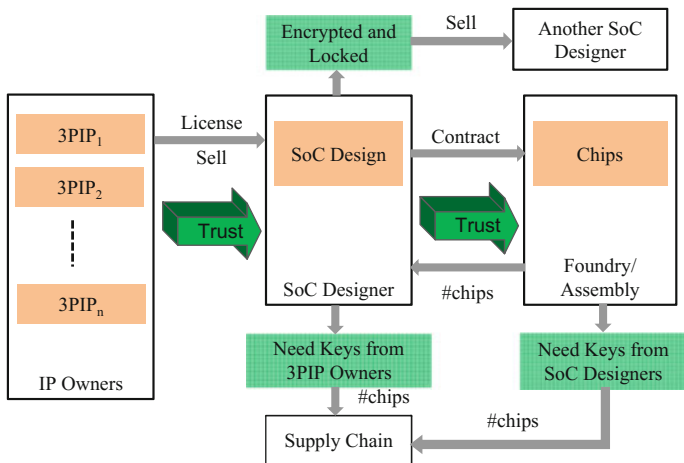 Encrypted and
Locked
Sell
Another SoC
Designer
3PIP₁
3PIP₂
3PIPₙ
IP Owners
License
Sell
Trust
SoC Design
SoC Designer
Contract
Trust
#chips
Chips
Foundry/
Assembly
Need Keys from
3PIP Owners
#chips
Supply Chain
Need Keys from
SoC Designers
#chips